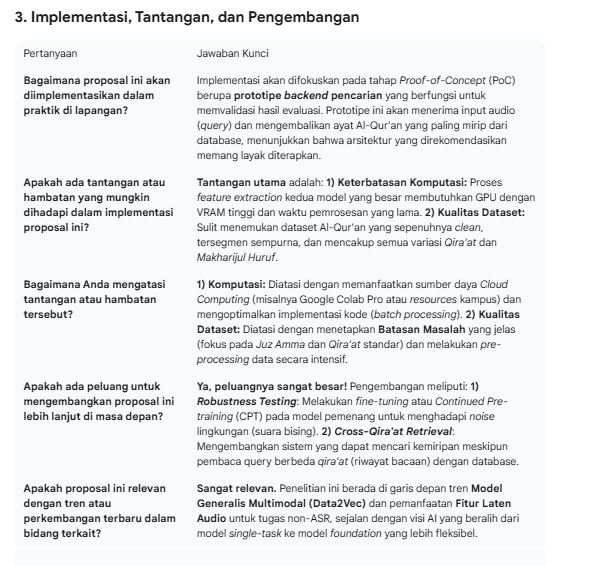 3. Implementasi, Tantangan, dan Pengembangan
Pertanyaan
Jawaban Kunci
Bagaimana proposal ini akan
diimplementasikan dalam
praktik di lapangan?
Implementasi akan difokuskan pada tahap Proof-of-Concept (PoC)
berupa prototipe backend pencarian yang berfungsi untuk
memvalidasi hasil evaluasi. Prototipe ini akan menerima input audio
(query) dan mengembalikan ayat Al-Qur'an yang paling mirip dari
database, menunjukkan bahwa arsitektur yang direkomendasikan
memang layak diterapkan.
Apakah ada tantangan atau
hambatan yang mungkin
dihadapi dalam implementasi
proposal ini?
Tantangan utama adalah: 1) Keterbatasan Komputasi: Proses
feature extraction kedua model yang besar membutuhkan GPU dengan
VRAM tinggi dan waktu pemrosesan yang lama. 2) Kualitas Dataset:
Sulit menemukan dataset Al-Qur'an yang sepenuhnya clean,
tersegmen sempurna, dan mencakup semua variasi Qira'at dan
Makharijul Huruf.
Bagaimana Anda mengatasi
tantangan atau hambatan
tersebut?
1) Komputasi: Diatasi dengan memanfaatkan sumber daya Cloud
Computing (misalnya Google Colab Pro atau resources kampus) dan
mengoptimalkan implementasi kode (batch processing). 2) Kualitas
Dataset: Diatasi dengan menetapkan Batasan Masalah yang jelas
(fokus pada Juz Amma dan Qira'at standar) dan melakukan pre-
processing data secara intensif.
Apakah ada peluang untuk
mengembangkan proposal ini
lebih lanjut di masa depan?
Ya, peluangnya sangat besar! Pengembangan meliputi: 1)
Robustness Testing: Melakukan fine-tuning atau Continued Pre-
training (CPT) pada model pemenang untuk menghadapi noise
lingkungan (suara bising). 2) Cross-Qira'at Retrieval:
Mengembangkan sistem yang dapat mencari kemiripan meskipun
pembaca query berbeda qira'at (riwayat bacaan) dengan database.
Apakah proposal ini relevan
dengan tren atau
perkembangan terbaru dalam
bidang terkait?
Sangat relevan. Penelitian ini berada di garis depan tren Model
Generalis Multimodal (Data2Vec) dan pemanfaatan Fitur Laten
Audio untuk tugas non-ASR, sejalan dengan visi AI yang beralih dari
model single-task ke model foundation yang lebih fleksibel.